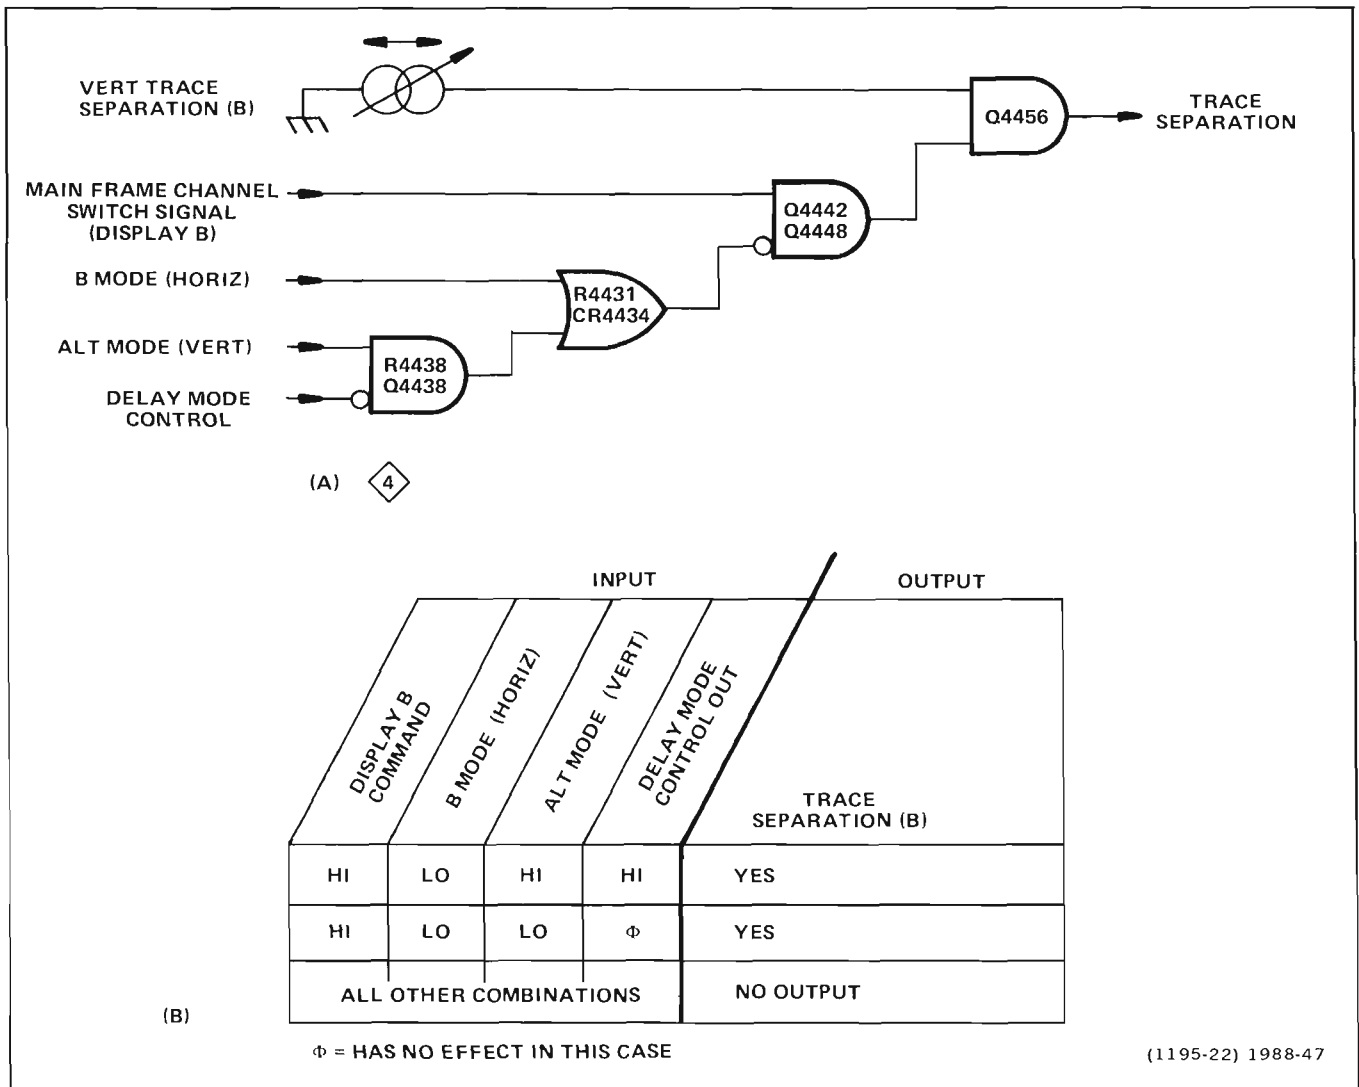 VERT TRACE
SEPARATION (B)
Q4456
TRACE
SEPARATION
MAIN FRAME CHANNEL
SWITCH SIGNAL
(DISPLAY B)
Q4442
Q4448
B MODE (HORIZ)
R4431
CR4434
ALT MODE (VERT)
R4438
Q4438
DELAY MODE
CONTROL
(A) 4
INPUT OUTPUT
DISPLAY B
COMMAND
B MODE (HORIZ)
ALT MODE (VERT)
DELAY MODE
CONTROL OUT
TRACE
SEPARATION (B)
HI LO HI HI YES
HI LO LO Φ YES
ALL OTHER COMBINATIONS NO OUTPUT
(B)
Φ = HAS NO EFFECT IN THIS CASE
(1195-22) 1988-47